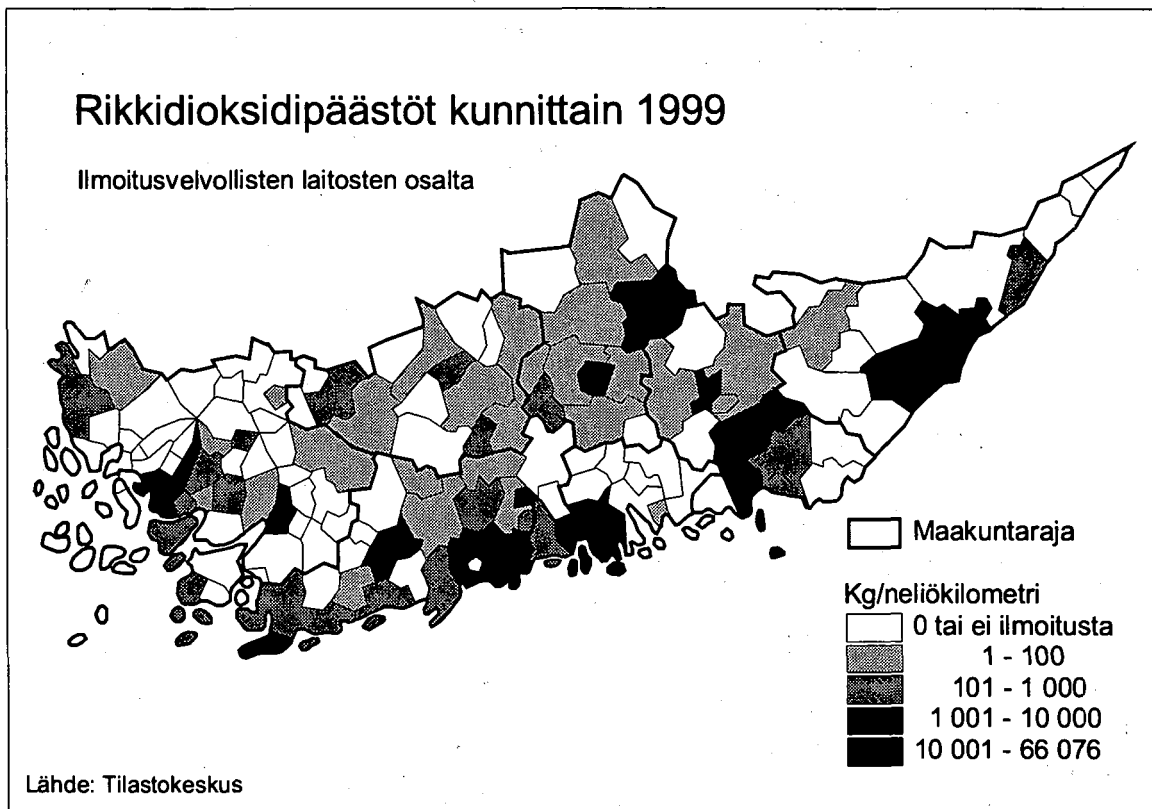 Rikkidioksidipäästöt kunnittain 1999
Ilmoitusvelvollisten laitosten osalta
Maakuntaraja
Kg/neliökilometri
0 tai ei ilmoitusta
1 - 100
101 - 1 000
1 001 - 10 000
10 001 - 66 076
Lähde: Tilastokeskus